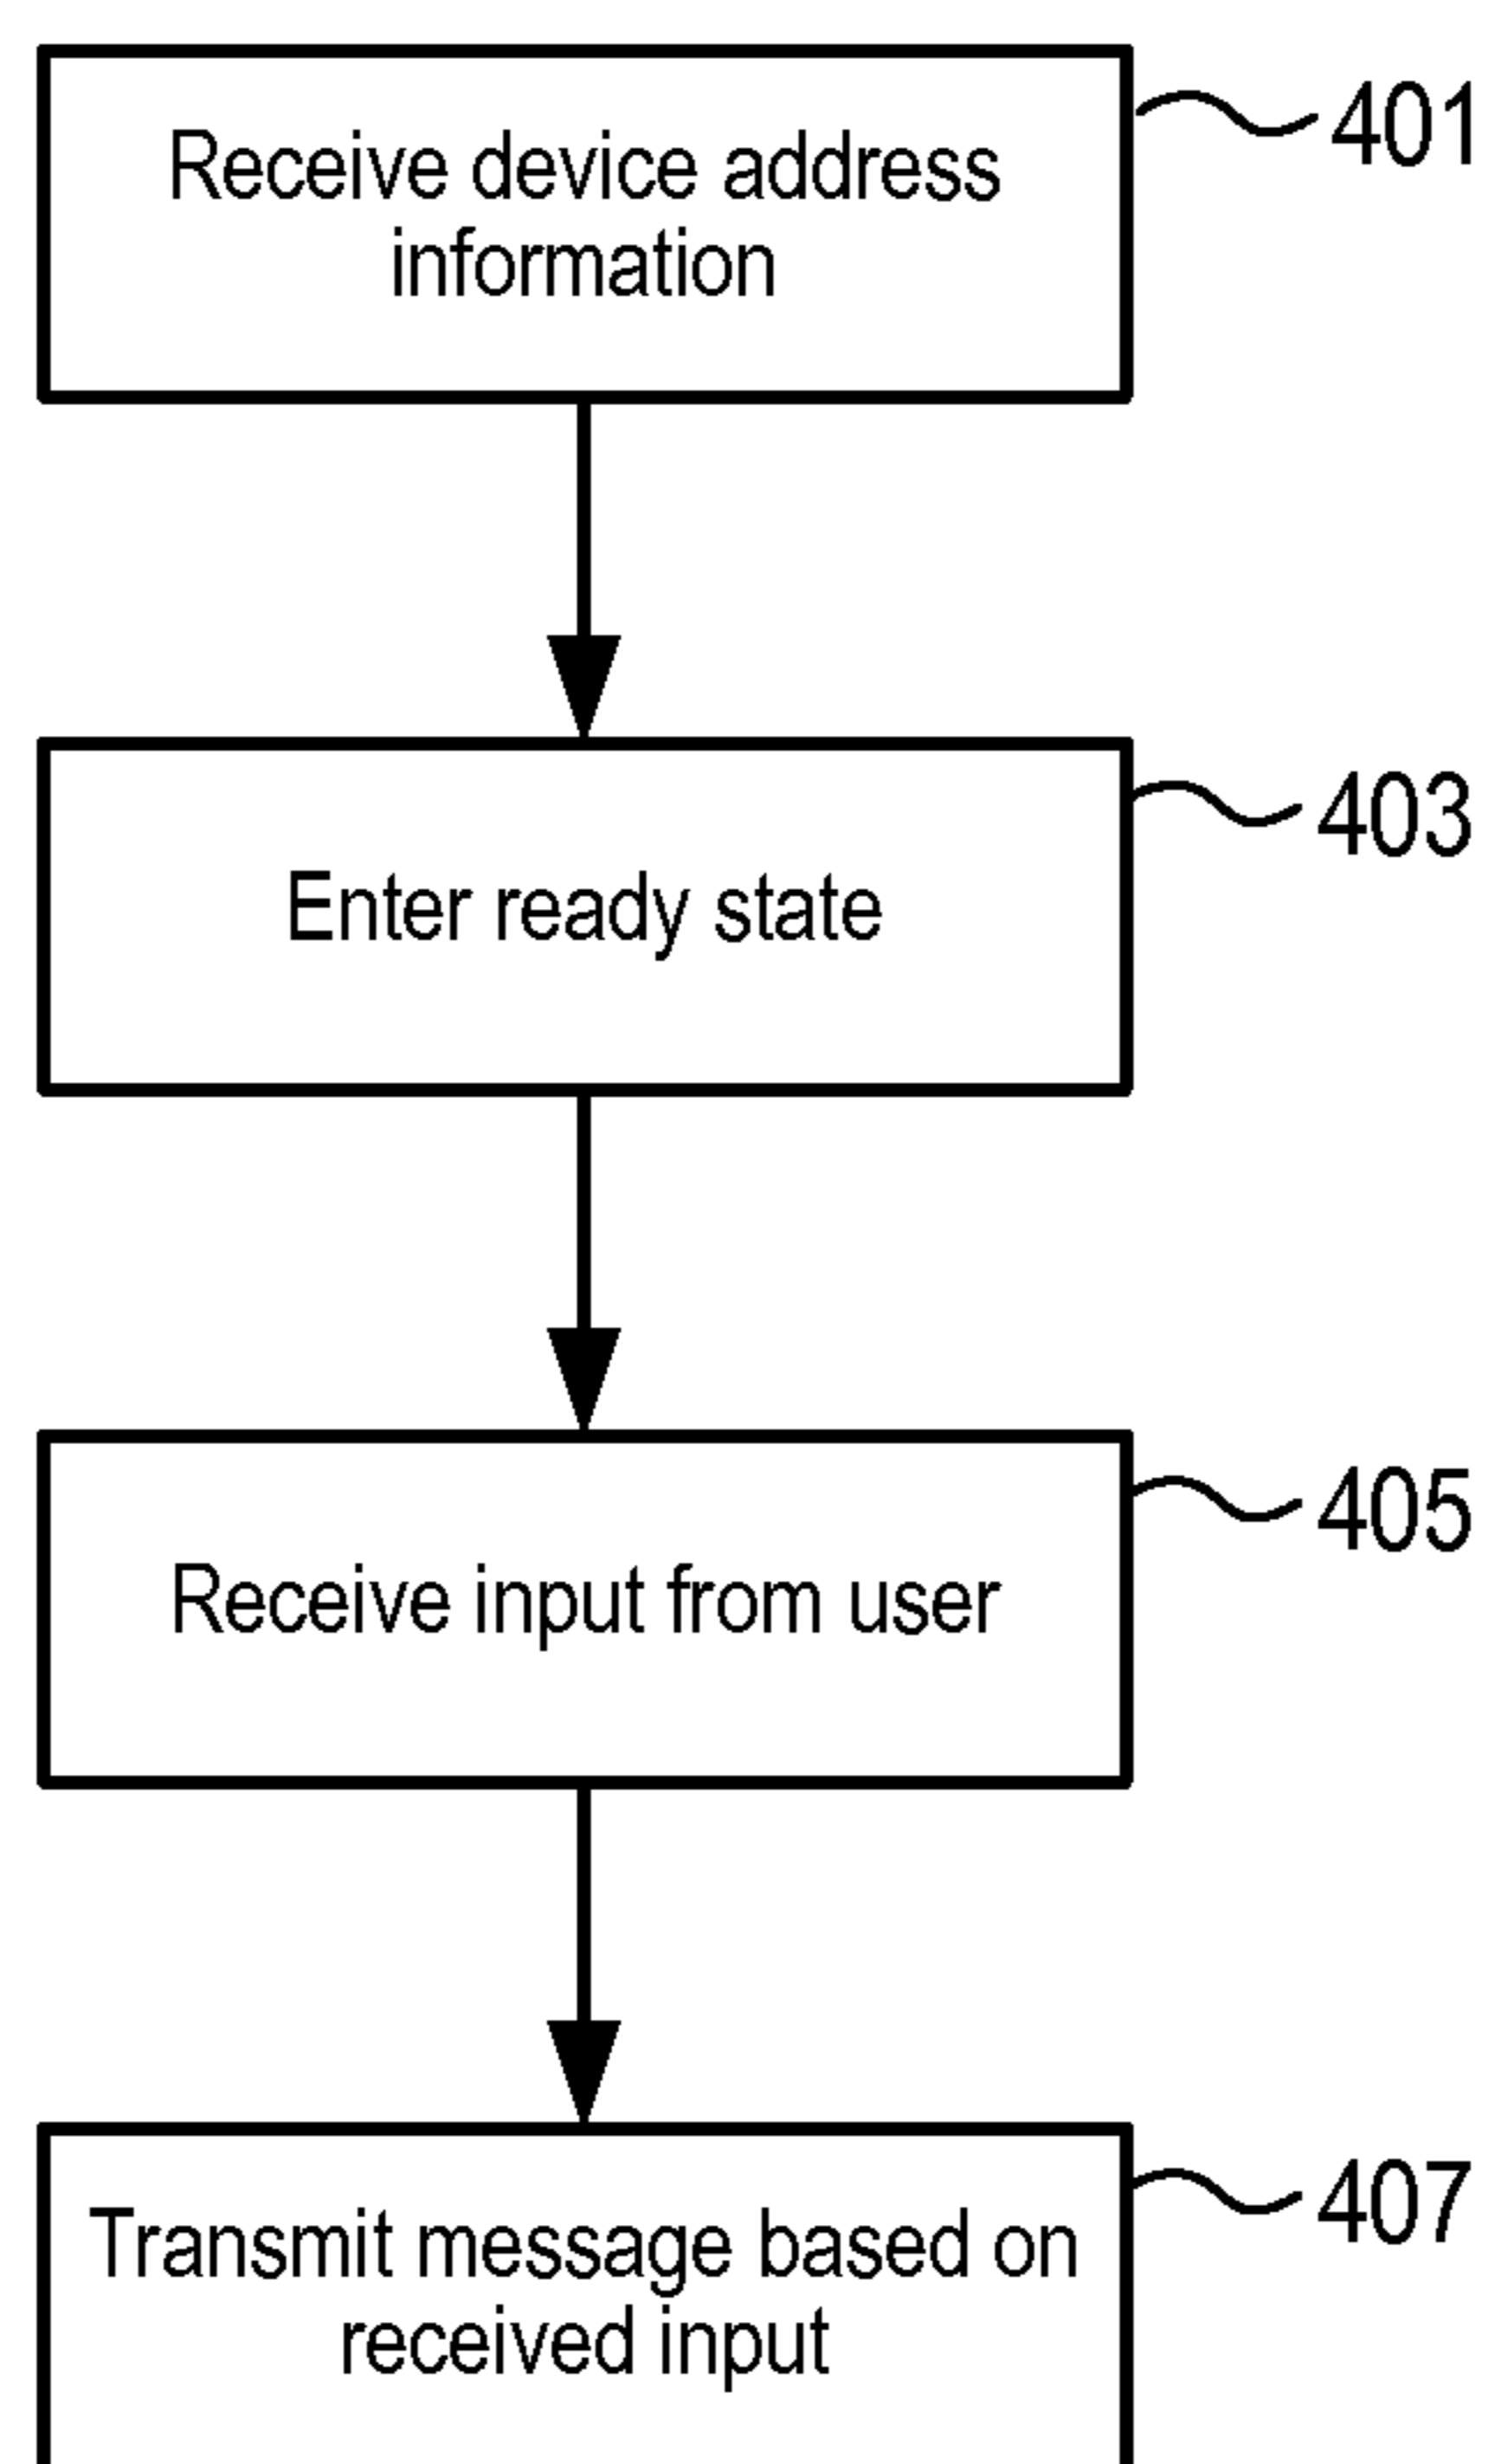 Receive device address
information
401
Enter ready state
403
Receive input from user
405
Transmit message based on
received input
407